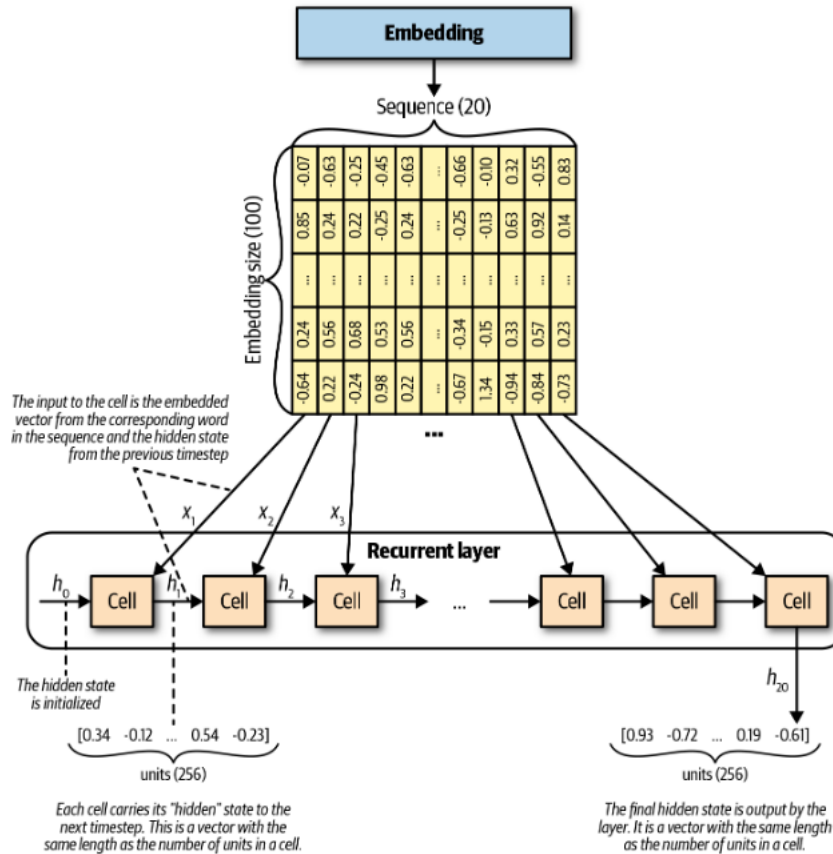 Embedding
Sequence (20)
Embedding size (100)
-0.07 -0.63 -0.25 -0.45 -0.63 ... -0.66 -0.10 0.32 -0.55 0.83
0.85 0.24 0.22 -0.25 0.24 ... -0.25 -0.13 0.63 0.92 0.14
... ... ... ... ... ... ... ... ... ... ...
0.24 0.56 0.68 0.53 0.56 ... -0.34 -0.15 0.33 0.57 0.23
-0.64 0.22 -0.24 0.98 0.22 ... -0.67 1.34 -0.94 -0.84 -0.73
...
The input to the cell is the embedded
vector from the corresponding word
in the sequence and the hidden state
from the previous timestep
X₁ X₂ X₃
Recurrent layer
h₀ Cell h₁ Cell h₂ Cell h₃ ... Cell Cell Cell
h₂₀
The hidden state
is initialized
[0.34 -0.12 ... 0.54 -0.23]
units (256)
Each cell carries its "hidden" state to the
next timestep. This is a vector with the
same length as the number of units in a cell.
[0.93 -0.72 ... 0.19 -0.61]
units (256)
The final hidden state is output by the
layer. It is a vector with the same length
as the number of units in a cell.